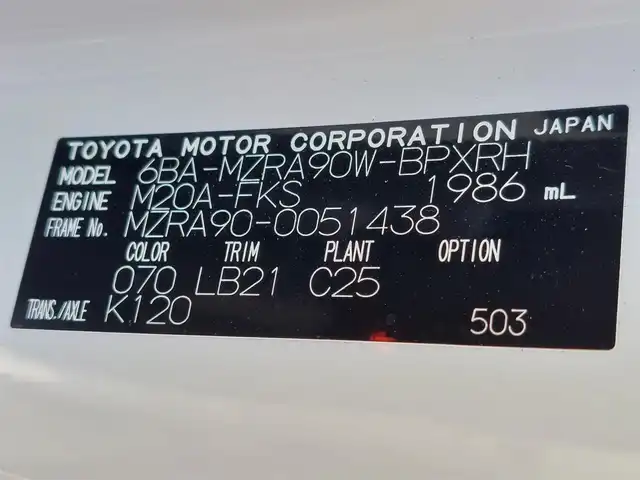 TOYOTA MOTOR CORPORATION JAPAN
MODEL 6BA-MZRA90W-BPXRH
ENGINE M20A-FKS 1986 mL
FRAME No. MZRA90-0051438
COLOR TRIM PLANT OPTION
070 LB21 C25
TRANS./AXLE K120
503